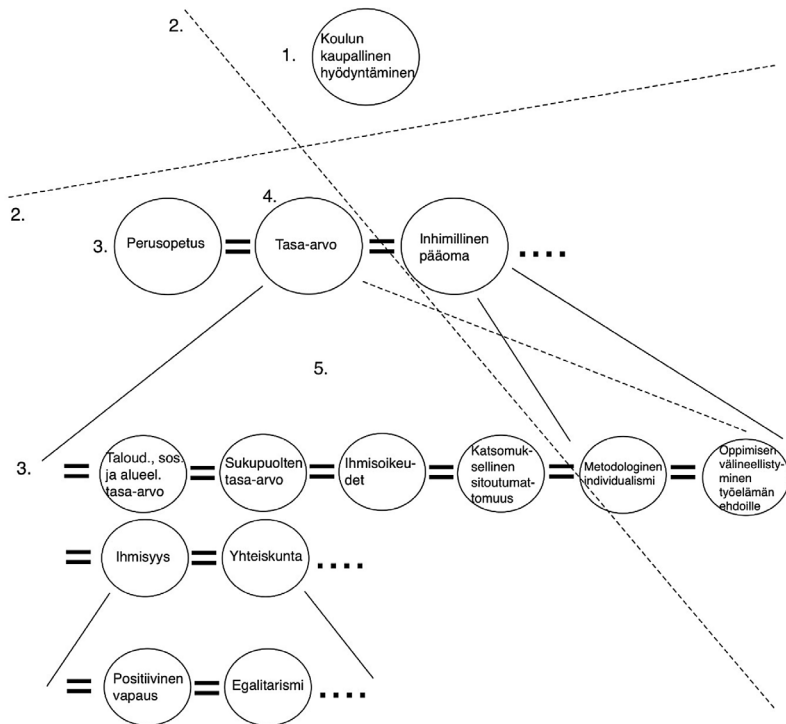 2.
1.
Koulun
kaupallinen
hyödyntäminen
2.
4.
3.
Perusopetus
=
Tasa-arvo
=
Inhimillinen
pääoma
....
5.
3.
=
Taloud., sos.
ja alueel.
tasa-arvo
=
Sukupuolten
tasa-arvo
=
Ihmisoikeu-
det
=
Katsomuk-
sellinen
sitoutumat-
tomuus
=
Metodologinen
individualismi
=
Oppimisen
välineellisty-
minen
työelämän
ehdoille
=
Ihmisyys
=
Yhteiskunta
....
=
Positiivinen
vapaus
=
Egalitarismi
....